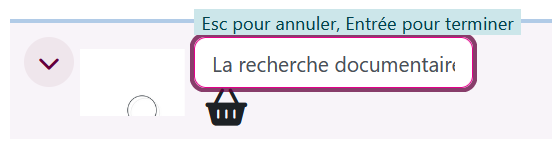 Esc pour annuler, Entrée pour terminer
La recherche documentaire